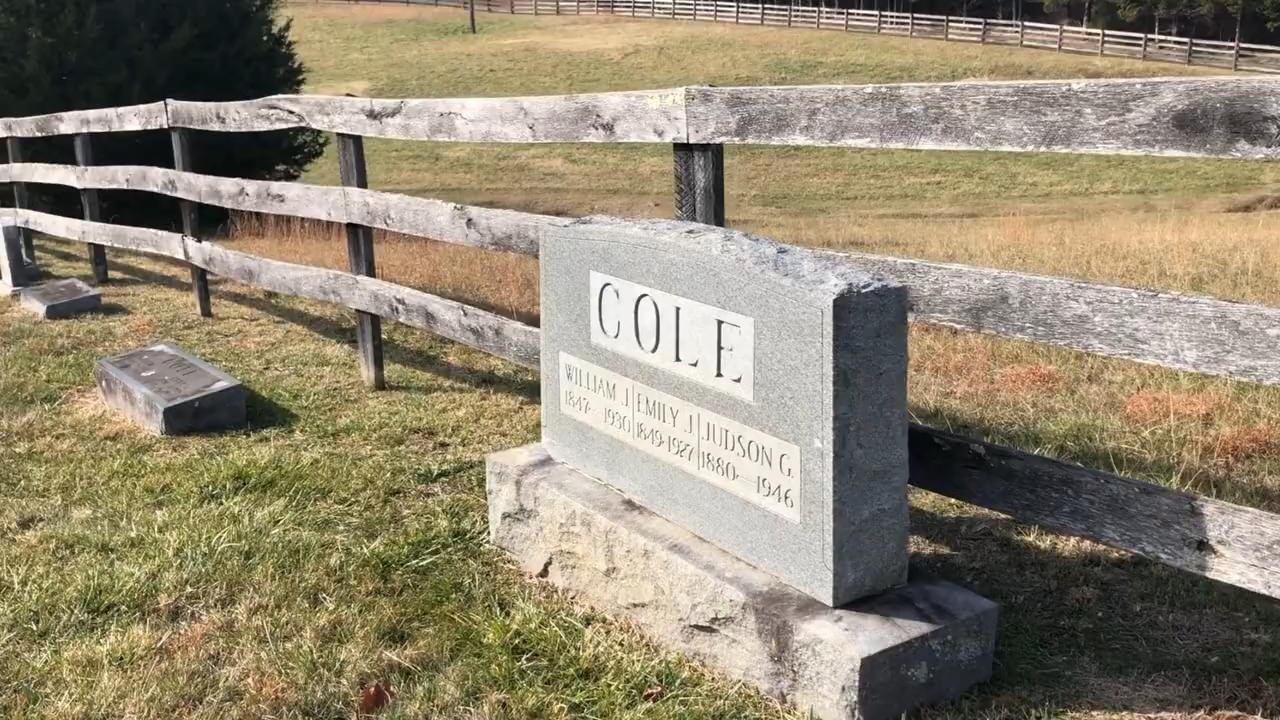 COLE
WILLIAM J. EMILY J. JUDSON G.
1847–1930 1849–1927 1880–1946